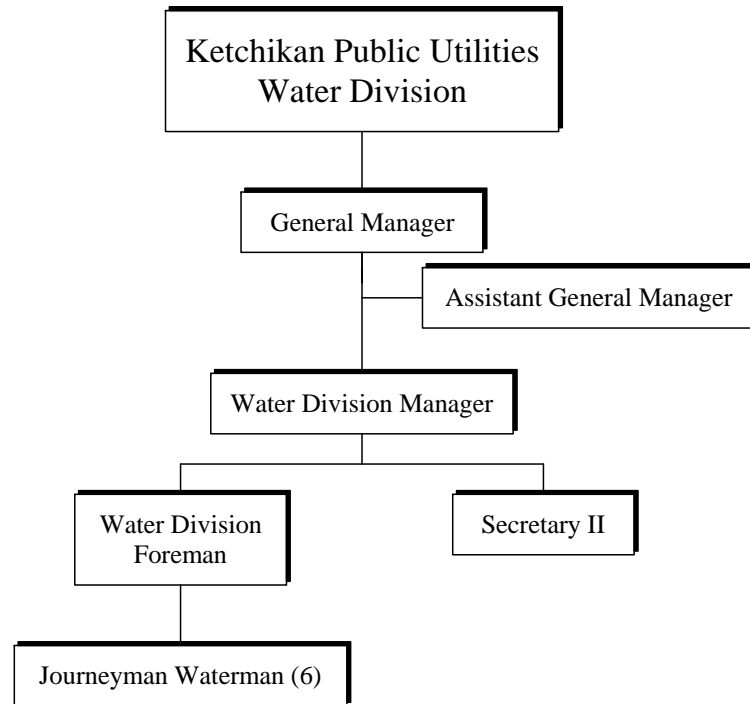 Ketchikan Public Utilities
Water Division
General Manager
Assistant General Manager
Water Division Manager
Water Division
Foreman
Secretary II
Journeyman Waterman (6)